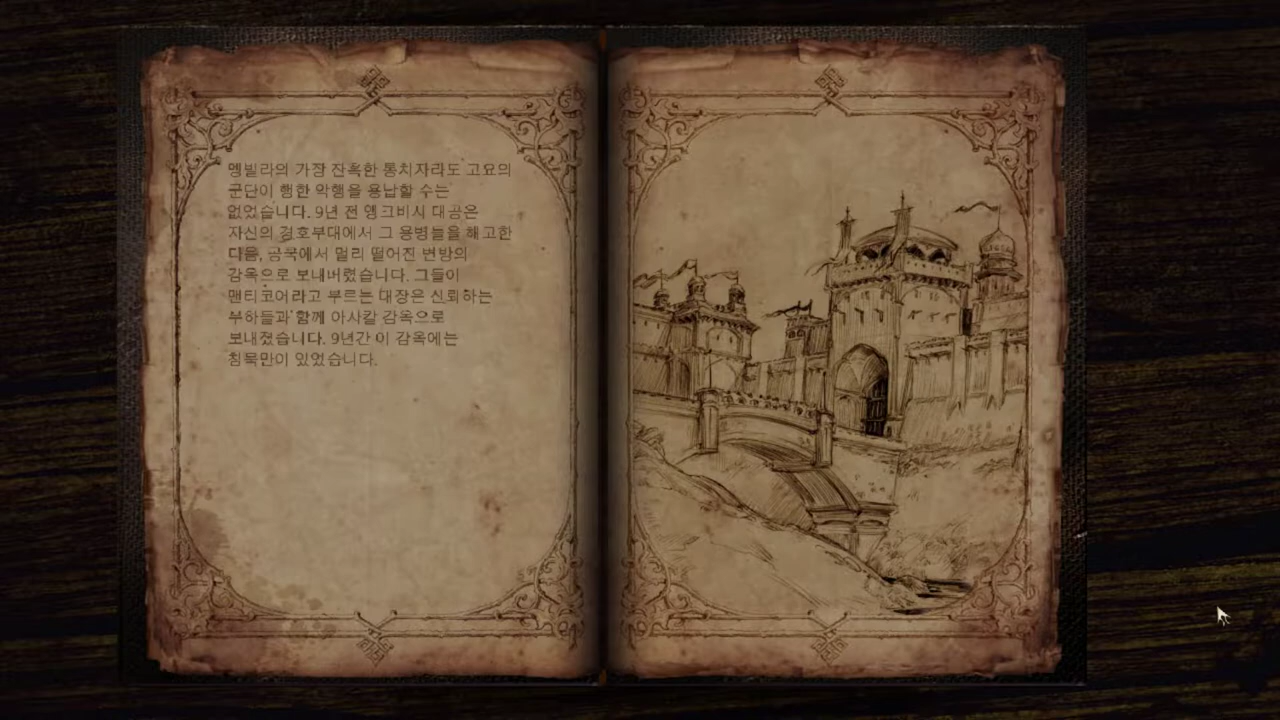 멩빌라의 가장 잔혹한 통치자라도 고요의
군단이 행한 악행을 용납할 수는
없었습니다. 9년 전 앵크비시 대공은
자신의 경호부대에서 그 용병들을 해고한
다음, 공국에서 멀리 떨어진 변방의
감옥으로 보내버렸습니다. 그들이
맨티코어라고 부르는 대장은 신뢰하는
부하들과 함께 아사칼 감옥으로
보내졌습니다. 9년간 이 감옥에는
침묵만이 있었습니다.